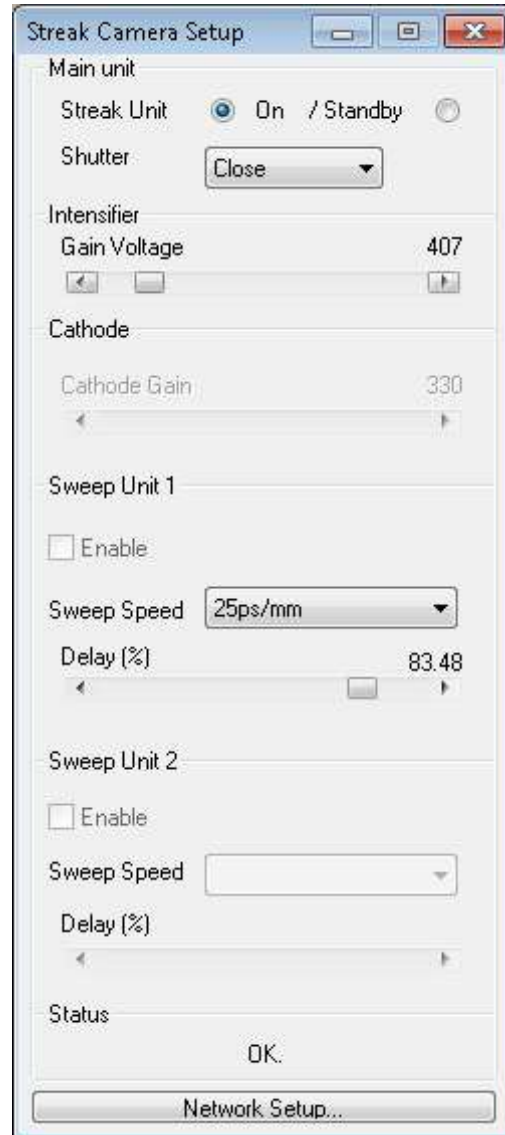 Streak Camera Setup
Main unit
Streak Unit On / Standby
Shutter Close
Intensifier
Gain Voltage 407
Cathode
Cathode Gain 330
Sweep Unit 1
Enable
Sweep Speed 25ps/mm
Delay (%) 83.48
Sweep Unit 2
Enable
Sweep Speed
Delay (%)
Status
OK.
Network Setup...